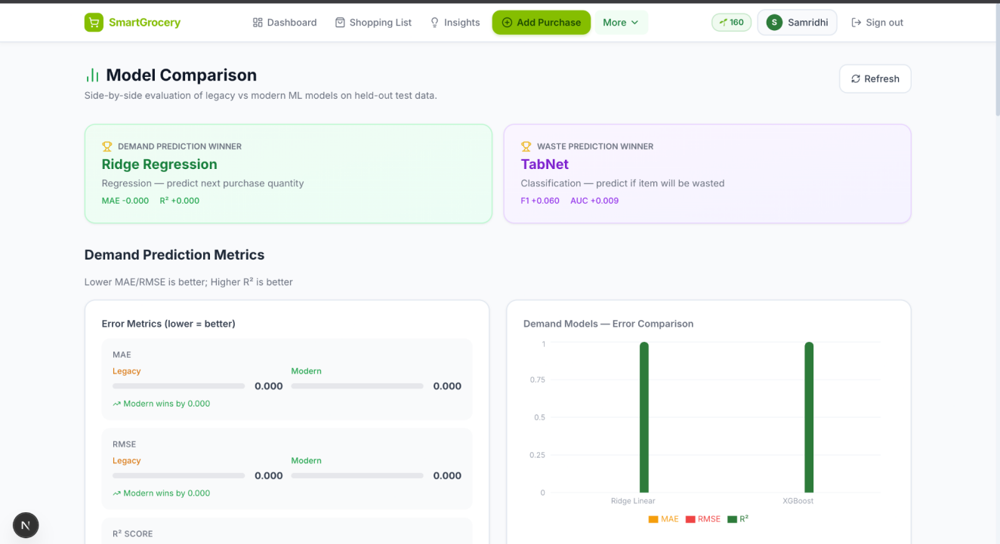 SmartGrocery
Dashboard
Shopping List
Insights
Add Purchase
More
160
S
Samridhi
Sign out
Model Comparison
Side-by-side evaluation of legacy vs modern ML models on held-out test data.
Refresh
DEMAND PREDICTION WINNER
Ridge Regression
Regression — predict next purchase quantity
MAE -0.000 R² +0.000
WASTE PREDICTION WINNER
TabNet
Classification — predict if item will be wasted
F1 +0.060 AUC +0.009
Demand Prediction Metrics
Lower MAE/RMSE is better; Higher R² is better
Error Metrics (lower = better)
MAE
Legacy Modern
0.000 0.000
Modern wins by 0.000
RMSE
Legacy Modern
0.000 0.000
Modern wins by 0.000
R² SCORE
Demand Models — Error Comparison
1
0.75
0.5
0.25
0
Ridge Linear XGBoost
MAE RMSE R²
N